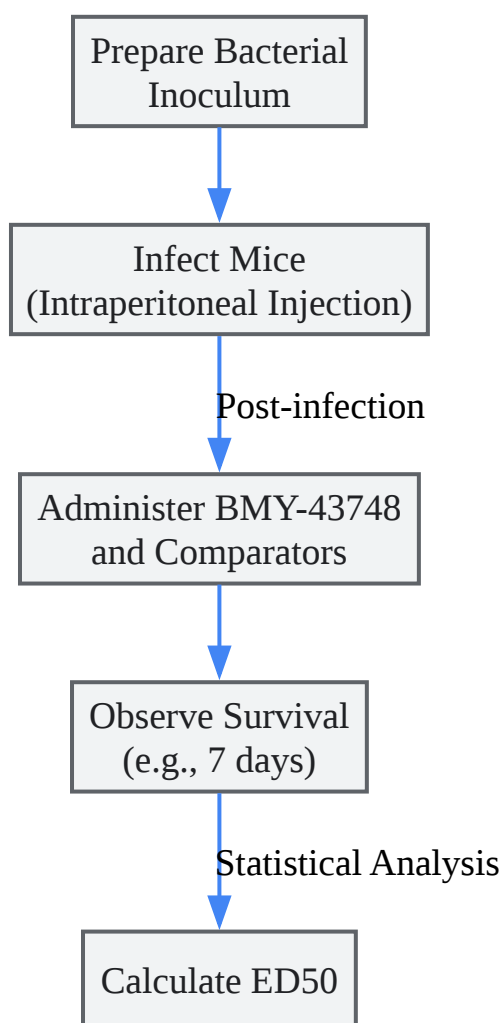 Prepare Bacterial
Inoculum
Infect Mice
(Intraperitoneal Injection)
Post-infection
Administer BMY-43748
and Comparators
Observe Survival
(e.g., 7 days)
Statistical Analysis
Calculate ED50